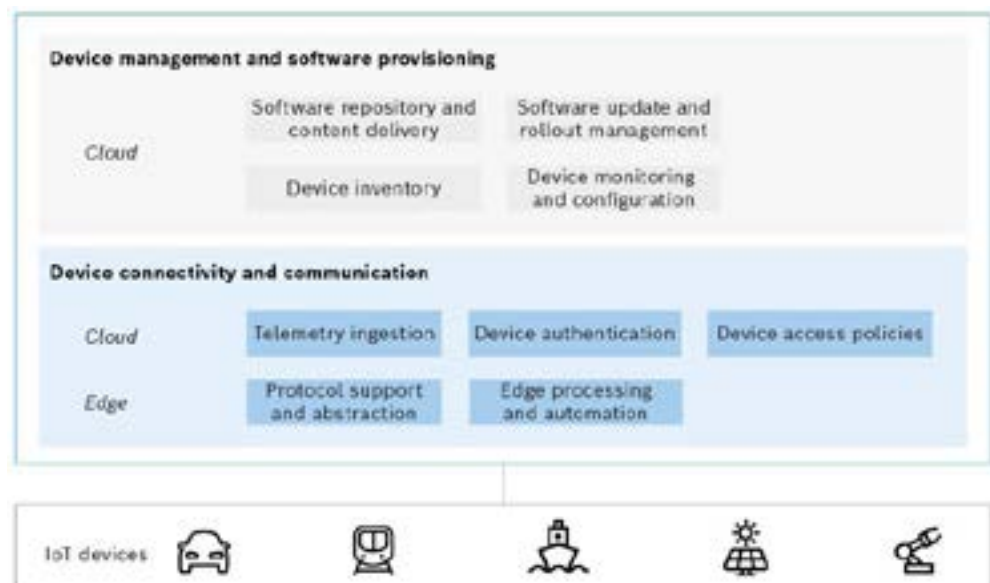 Device management and software provisioning
Software repository and
content delivery
Software update and
rollout management
Cloud
Device inventory
Device monitoring
and configuration
Device connectivity and communication
Cloud
Telemetry ingestion
Device authentication
Device access policies
Edge
Protocol support
and abstraction
Edge processing
and automation
IoT devices